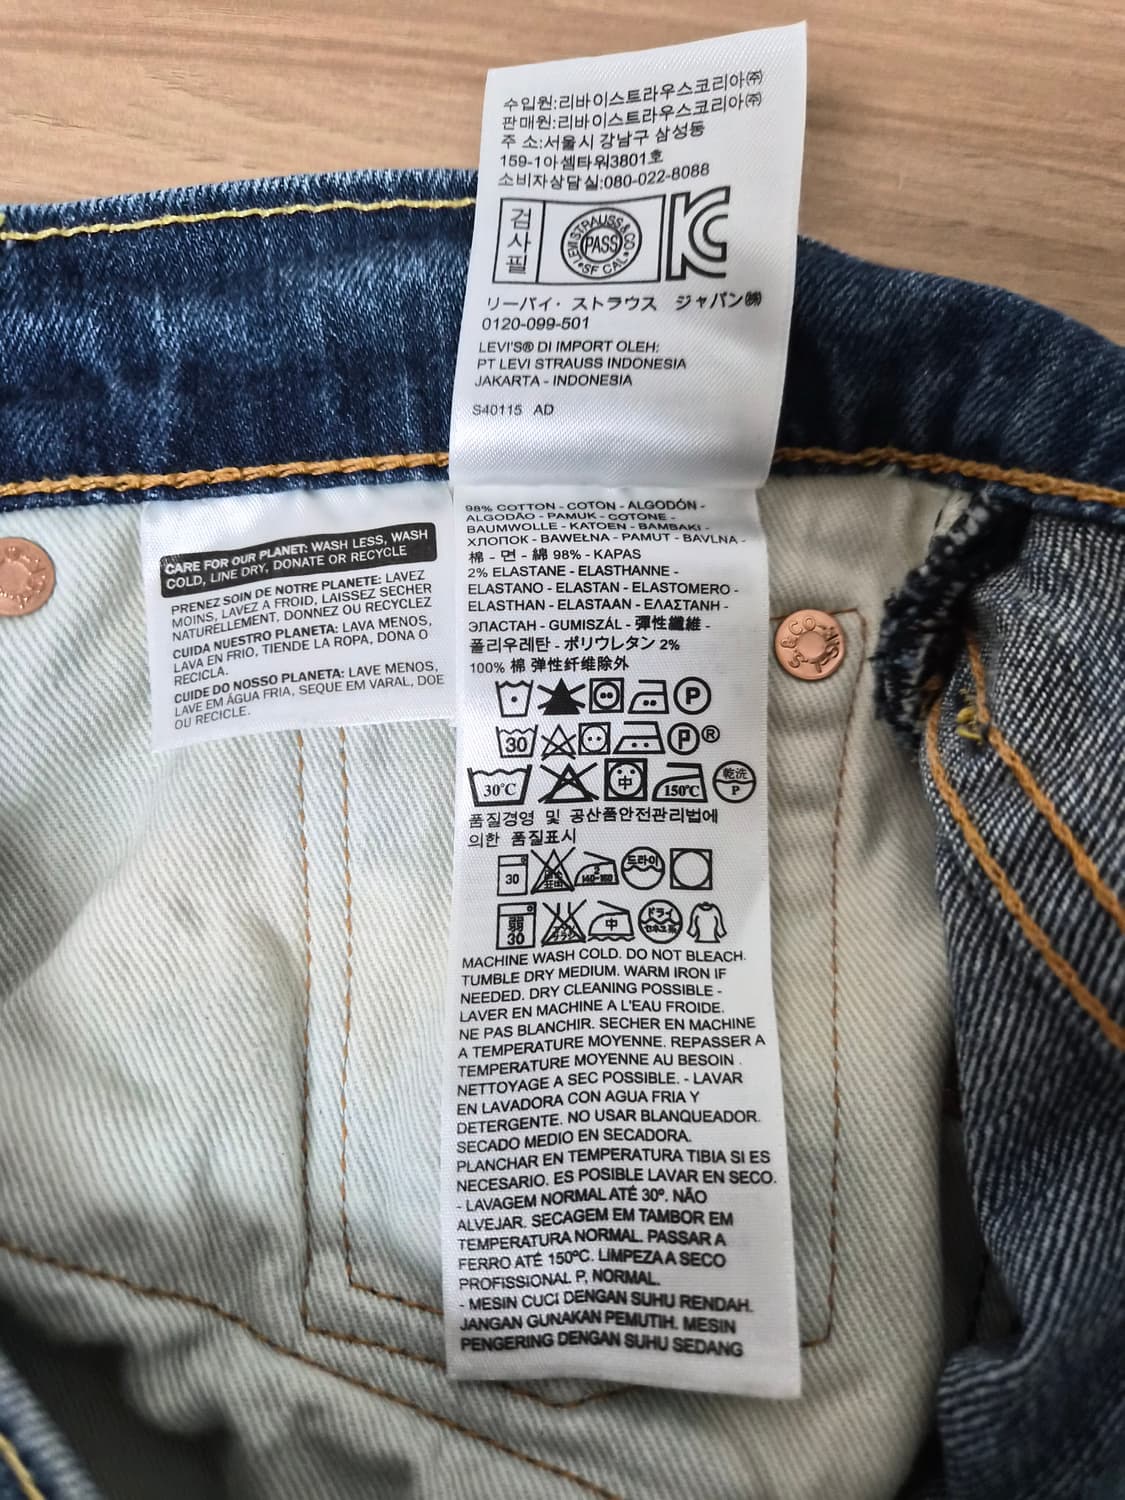 수입원:리바이스트라우스코리아㈜
판매원:리바이스트라우스코리아㈜
주 소:서울시 강남구 삼성동
159-1아셈타워3801호
소비자상담실:080-022-8088
검사필
LEVI STRAUSS & CO
PASS
SF CAL
KC
リーバイ・ストラウス ジャパン㈱
0120-099-501
LEVI'S® DI IMPORT OLEH:
PT LEVI STRAUSS INDONESIA
JAKARTA - INDONESIA
S40115 AD
CARE FOR OUR PLANET: WASH LESS, WASH
COLD, LINE DRY, DONATE OR RECYCLE
PRENEZ SOIN DE NOTRE PLANETE: LAVEZ
MOINS, LAVEZ A FROID, LAISSEZ SECHER
NATURELLEMENT, DONNEZ OU RECYCLEZ
CUIDA NUESTRO PLANETA: LAVA MENOS,
LAVA EN FRIO, TIENDE LA ROPA, DONA O
RECICLA.
CUIDE DO NOSSO PLANETA: LAVE MENOS,
LAVE EM ÁGUA FRIA, SEQUE EM VARAL, DOE
OU RECICLE.
98% COTTON - COTON - ALGODÓN -
ALGODÃO - PAMUK - COTONE -
BAUMWOLLE - KATOEN - BAMBAKI -
ХЛОПОК - BAWEŁNA - PAMUT - BAVLNA -
棉 - 면 - 綿 98% - KAPAS
2% ELASTANE - ELASTHANNE -
ELASTANO - ELASTAN - ELASTOMERO -
ELASTHAN - ELASTAAN - ΕΛΑΣΤΑΝΗ -
ЭЛАСТАН - GUMISZÁL - 彈性纖維 -
폴리우레탄 - ポリウレタン 2%
100% 棉 弹性纤维除外
P
30 P®
30°C 中 150°C 乾洗 P
품질경영 및 공산품안전관리법에
의한 품질표시
30 2 140-160 드라이
弱 30 中 ドライ セキユ系
MACHINE WASH COLD. DO NOT BLEACH.
TUMBLE DRY MEDIUM. WARM IRON IF
NEEDED. DRY CLEANING POSSIBLE -
LAVER EN MACHINE A L'EAU FROIDE.
NE PAS BLANCHIR. SECHER EN MACHINE
A TEMPERATURE MOYENNE. REPASSER A
TEMPERATURE MOYENNE AU BESOIN .
NETTOYAGE A SEC POSSIBLE. - LAVAR
EN LAVADORA CON AGUA FRIA Y
DETERGENTE. NO USAR BLANQUEADOR.
SECADO MEDIO EN SECADORA.
PLANCHAR EN TEMPERATURA TIBIA SI ES
NECESARIO. ES POSIBLE LAVAR EN SECO.
- LAVAGEM NORMAL ATÉ 30º. NÃO
ALVEJAR. SECAGEM EM TAMBOR EM
TEMPERATURA NORMAL. PASSAR A
FERRO ATÉ 150ºC. LIMPEZA A SECO
PROFISSIONAL P, NORMAL.
- MESIN CUCI DENGAN SUHU RENDAH.
JANGAN GUNAKAN PEMUTIH. MESIN
PENGERING DENGAN SUHU SEDANG